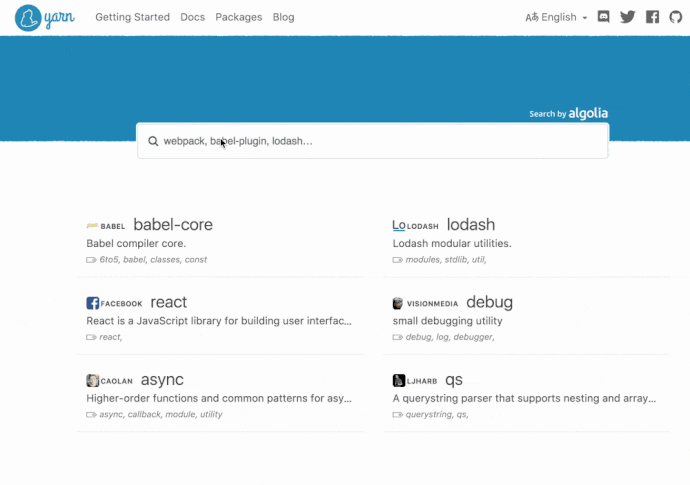 yarn Getting Started Docs Packages Blog English
Search by algolia
webpack, babel-plugin, lodash...
BABEL babel-core
Babel compiler core.
6to5, babel, classes, const
Lo LODASH lodash
Lodash modular utilities.
modules, stdlib, util,
FACEBOOK react
React is a JavaScript library for building user interfac...
react,
VISIONMEDIA debug
small debugging utility
debug, log, debugger,
CAOLAN async
Higher-order functions and common patterns for asy...
async, callback, module, utility
LJHARB qs
A querystring parser that supports nesting and array...
querystring, qs,